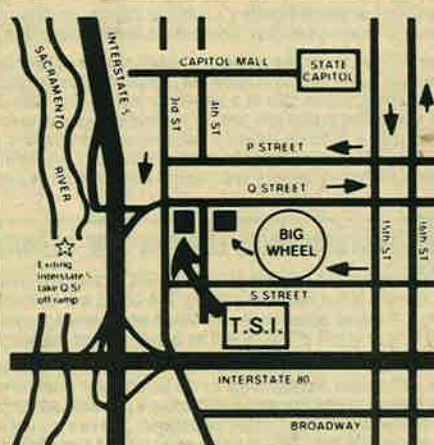 SACRAMENTO
RIVER
INTERSTATE 5
CAPITOL MALL
STATE
CAPITOL
3rd ST
4th ST
P STREET
Q STREET
15th ST
16th ST
BIG
WHEEL
Exiting
Interstate 5
take Q St
off ramp
S STREET
T.S.I.
INTERSTATE 80
BROADWAY